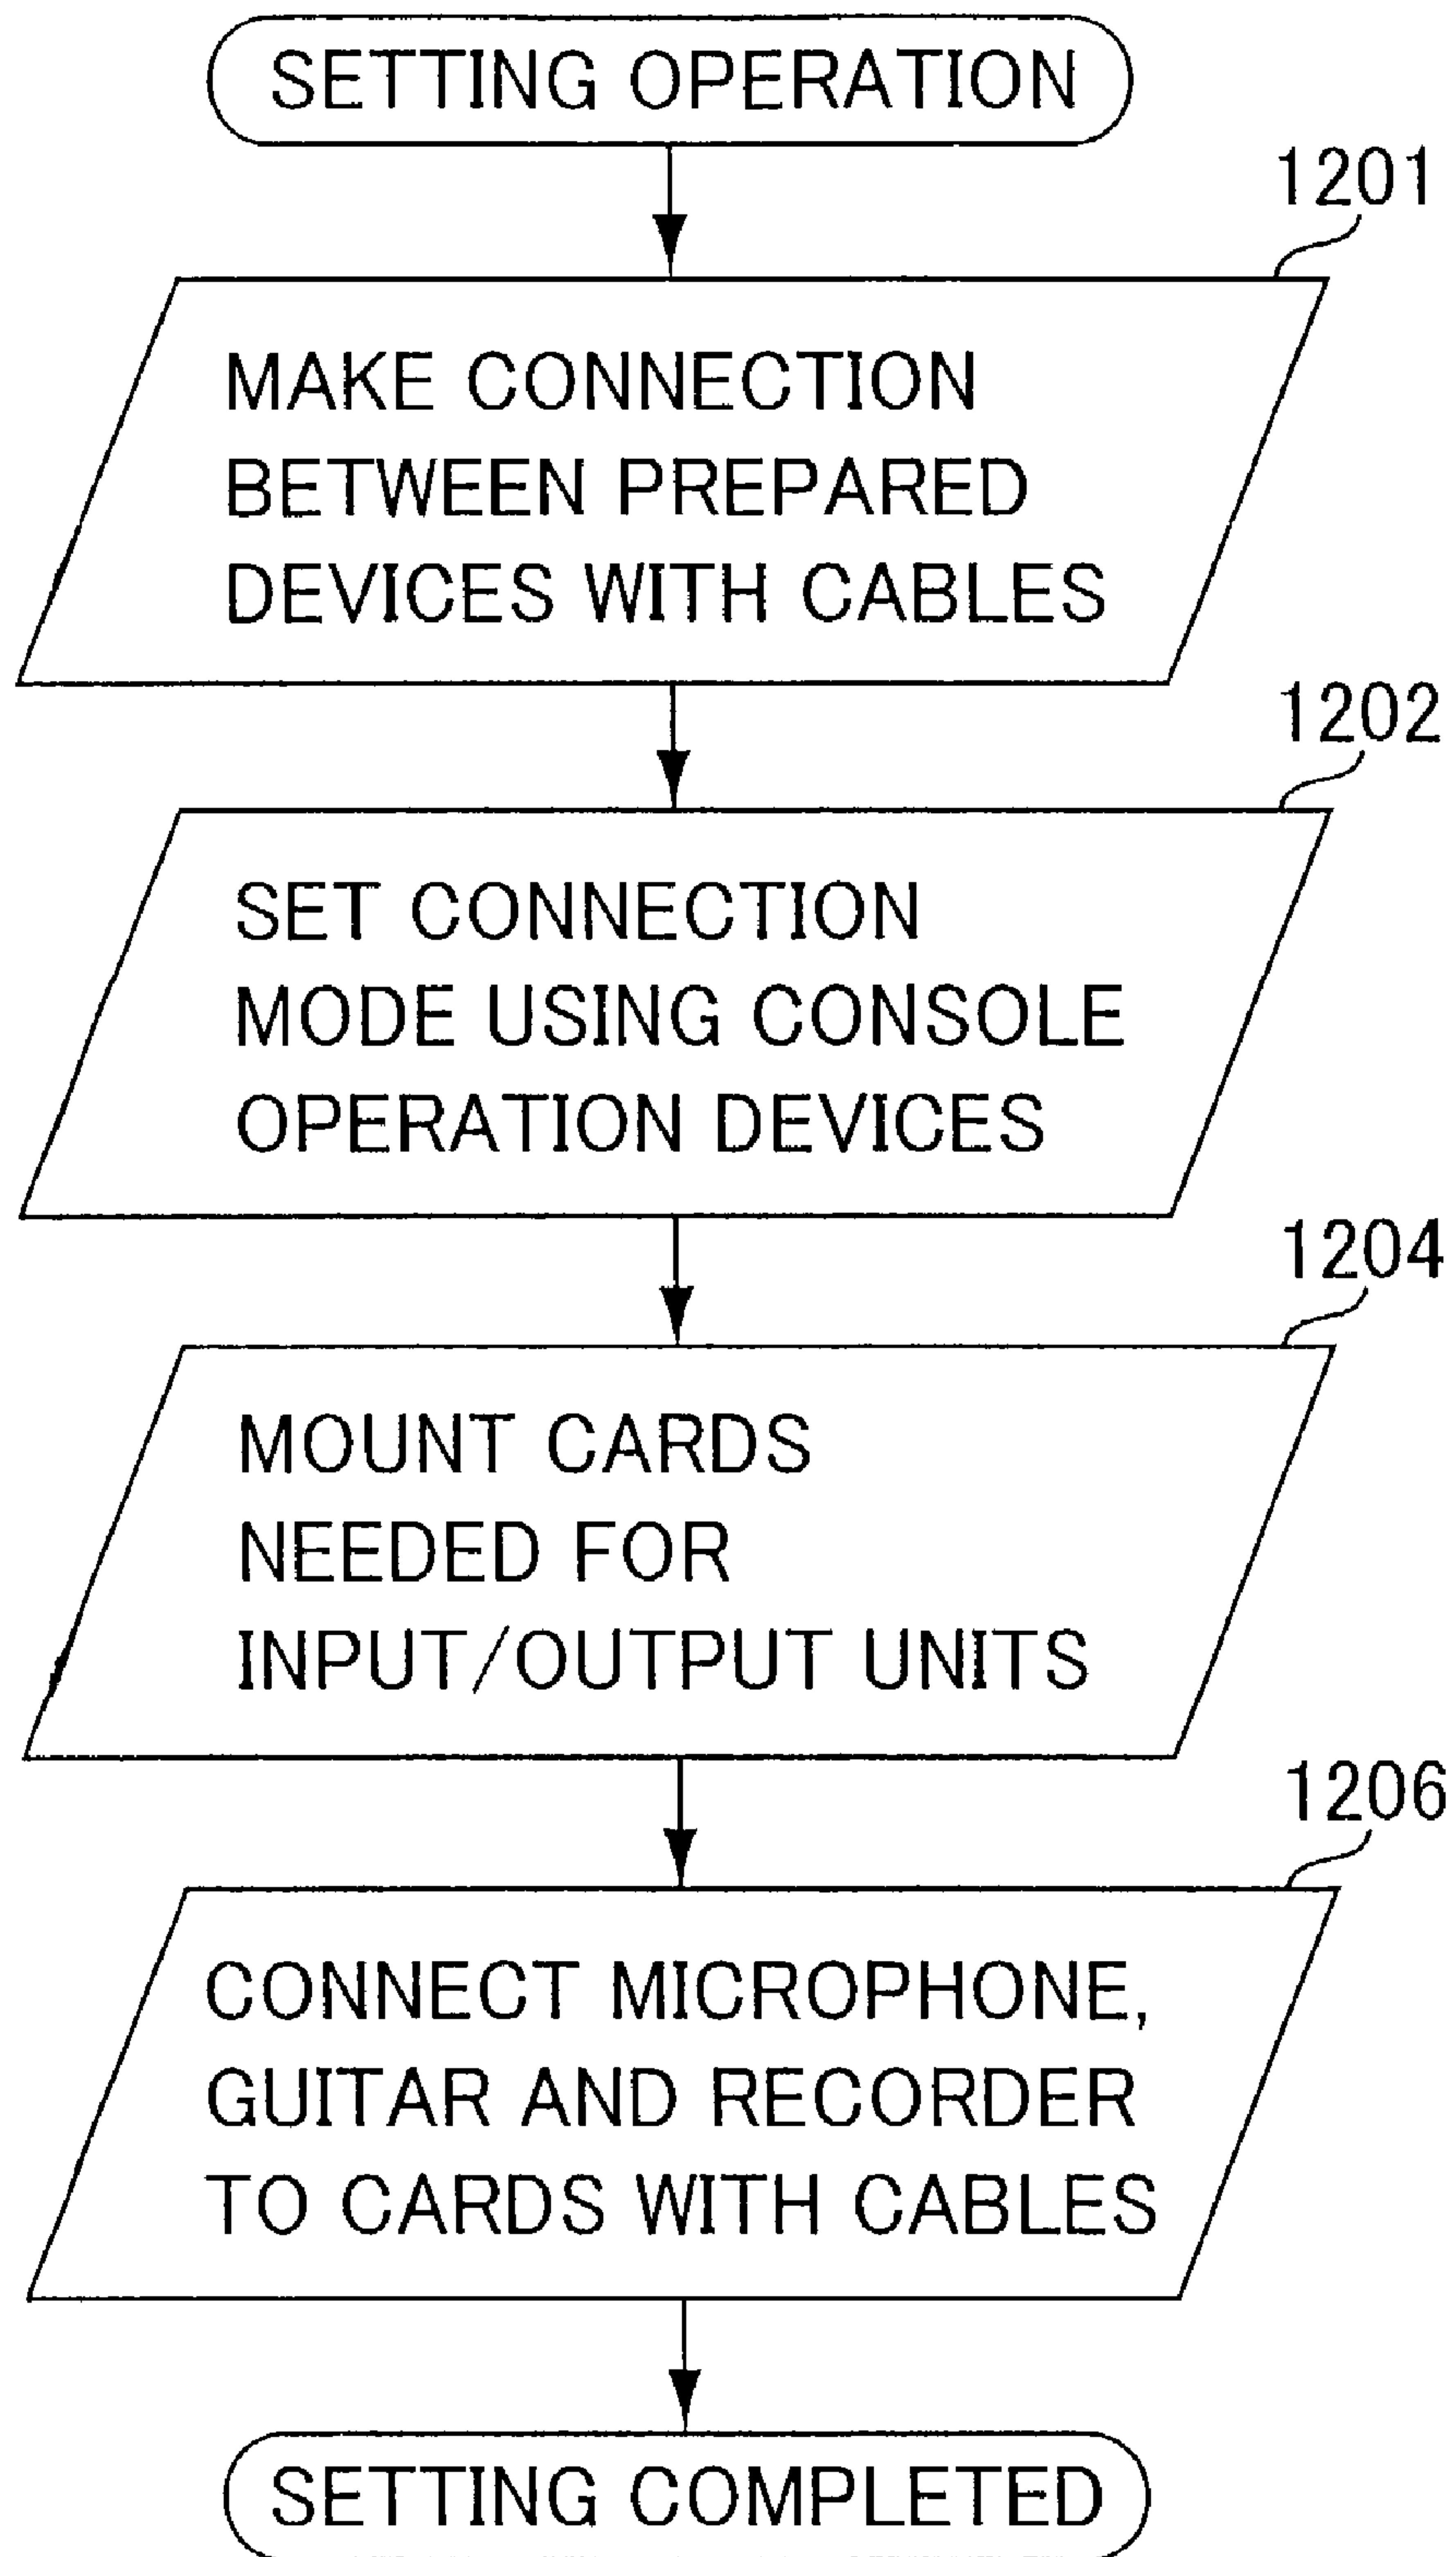 SETTING OPERATION
1201
MAKE CONNECTION
BETWEEN PREPARED
DEVICES WITH CABLES
1202
SET CONNECTION
MODE USING CONSOLE
OPERATION DEVICES
1204
MOUNT CARDS
NEEDED FOR
INPUT/OUTPUT UNITS
1206
CONNECT MICROPHONE,
GUITAR AND RECORDER
TO CARDS WITH CABLES
SETTING COMPLETED